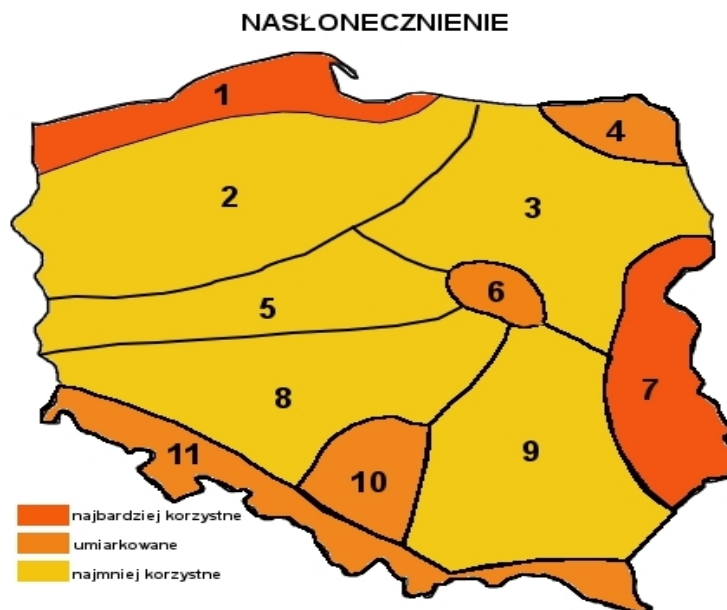 NASŁONECZNIENIE
1
4
2
3
6
5
7
8
9
11
10
najbardziej korzystne
umiarkowane
najmniej korzystne